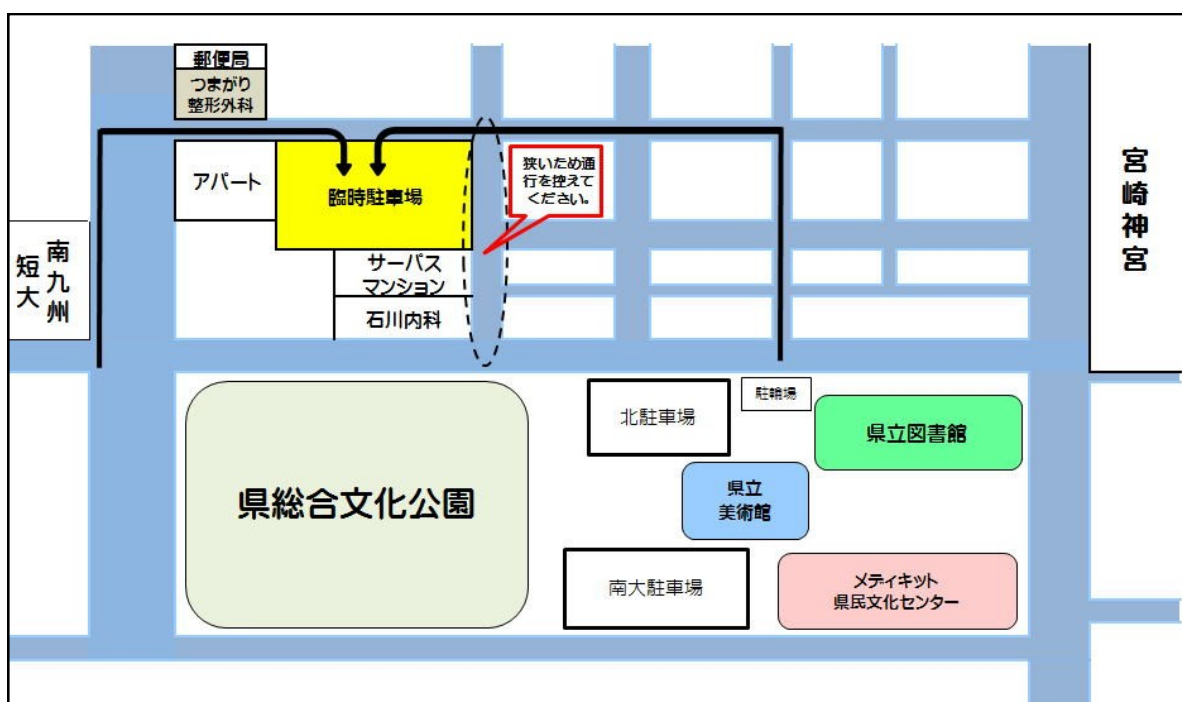 郵便局
つまがり
整形外科
アパート
臨時駐車場
狭いため通
行を控えて
ください。
宮崎神宮
南九州
短大
サーパス
マンション
石川内科
北駐車場
駐輪場
県立図書館
県総合文化公園
県立
美術館
南大駐車場
メディキット
県民文化センター